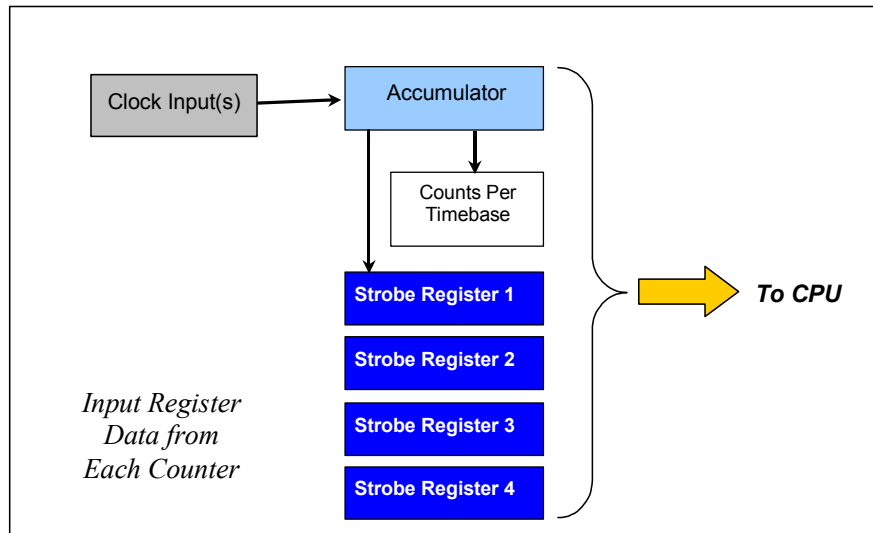 Clock Input(s)
Accumulator
Counts Per
Timebase
Strobe Register 1
To CPU
Strobe Register 2
Strobe Register 3
Strobe Register 4
Input Register
Data from
Each Counter